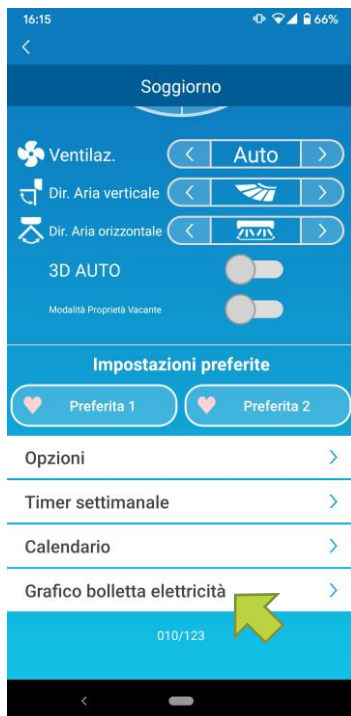 16:15 66%
Soggiorno
Ventilaz. Auto
Dir. Aria verticale
Dir. Aria orizzontale
3D AUTO
Modalità Proprietà Vacante
Impostazioni preferite
Preferita 1 Preferita 2
Opzioni
Timer settimanale
Calendario
Grafico bolletta elettricità
010/123